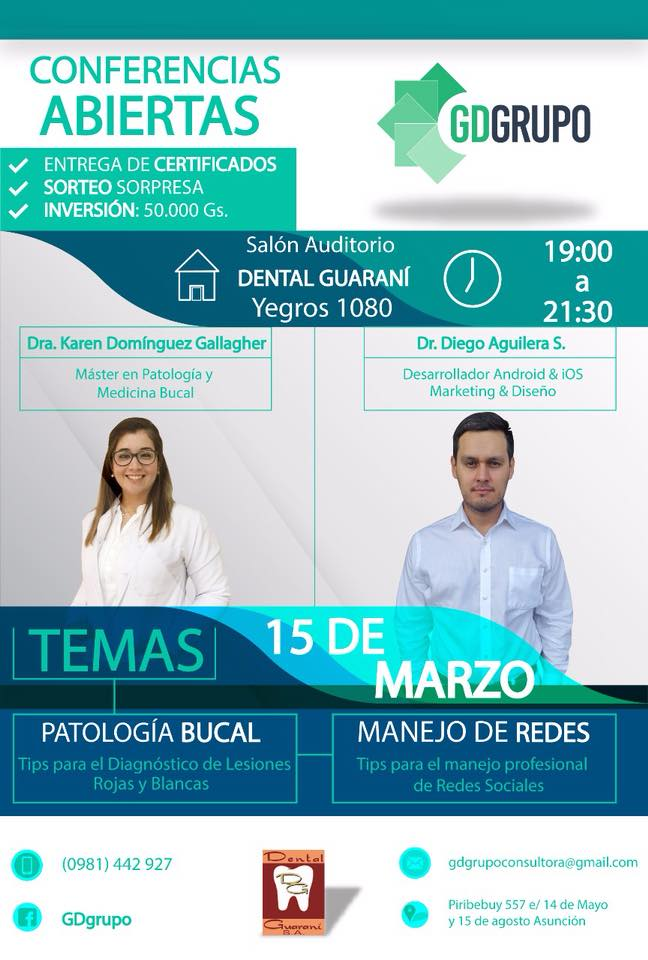 CONFERENCIAS
ABIERTAS
ENTREGA DE CERTIFICADOS
SORTEO SORPRESA
INVERSIÓN: 50.000 Gs.
GDGRUPO
Salón Auditorio
DENTAL GUARANÍ
Yegros 1080
19:00
a
21:30
Dra. Karen Domínguez Gallagher
Máster en Patología y
Medicina Bucal
Dr. Diego Aguilera S.
Desarrollador Android & iOS
Marketing & Diseño
TEMAS
15 DE
MARZO
PATOLOGÍA BUCAL
Tips para el Diagnóstico de Lesiones
Rojas y Blancas
MANEJO DE REDES
Tips para el manejo profesional
de Redes Sociales
(0981) 442 927
GDgrupo
Dental
DG
Guaraní
S.A.
gdgrupoconsultora@gmail.com
Piribebuy 557 e/ 14 de Mayo
y 15 de agosto Asunción